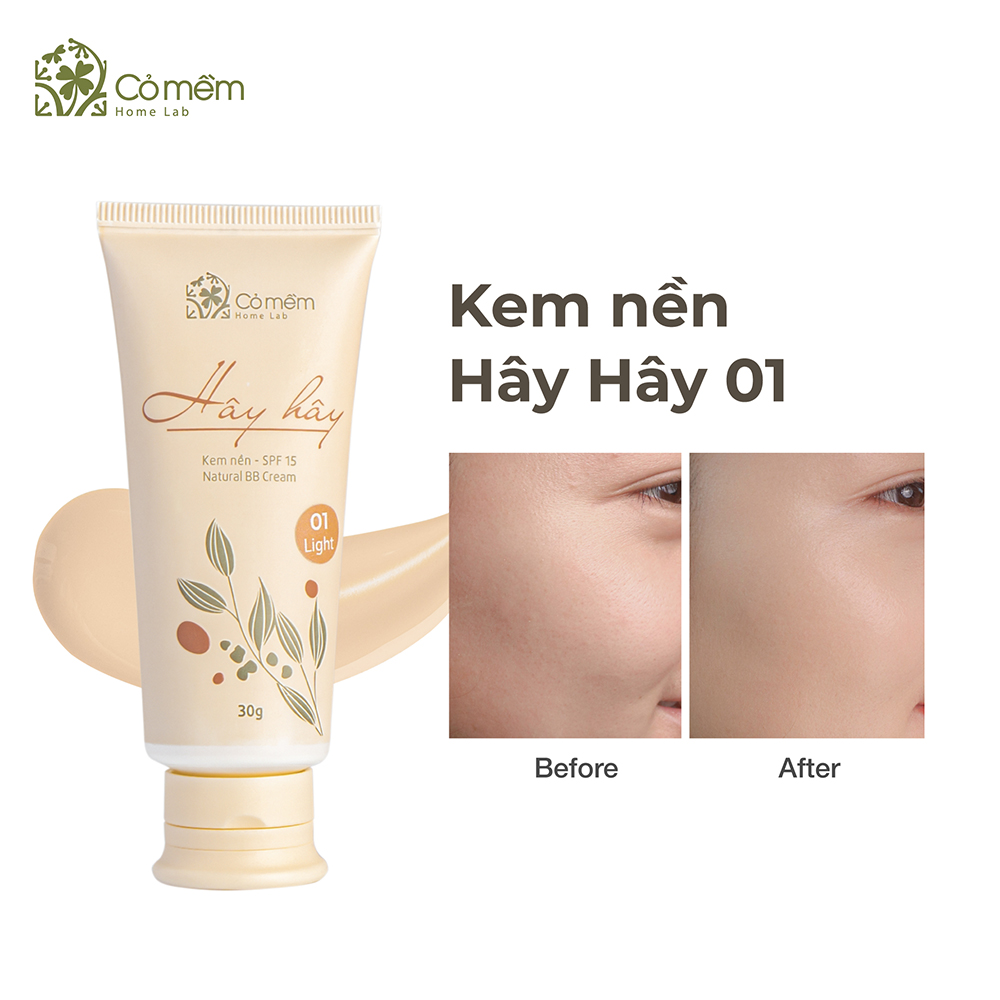 Cỏ mềm
Home Lab
Cỏ mềm
Home Lab
Hây hây
Kem nền - SPF 15
Natural BB Cream
01
Light
30g
Kem nền
Hây Hây 01
Before
After